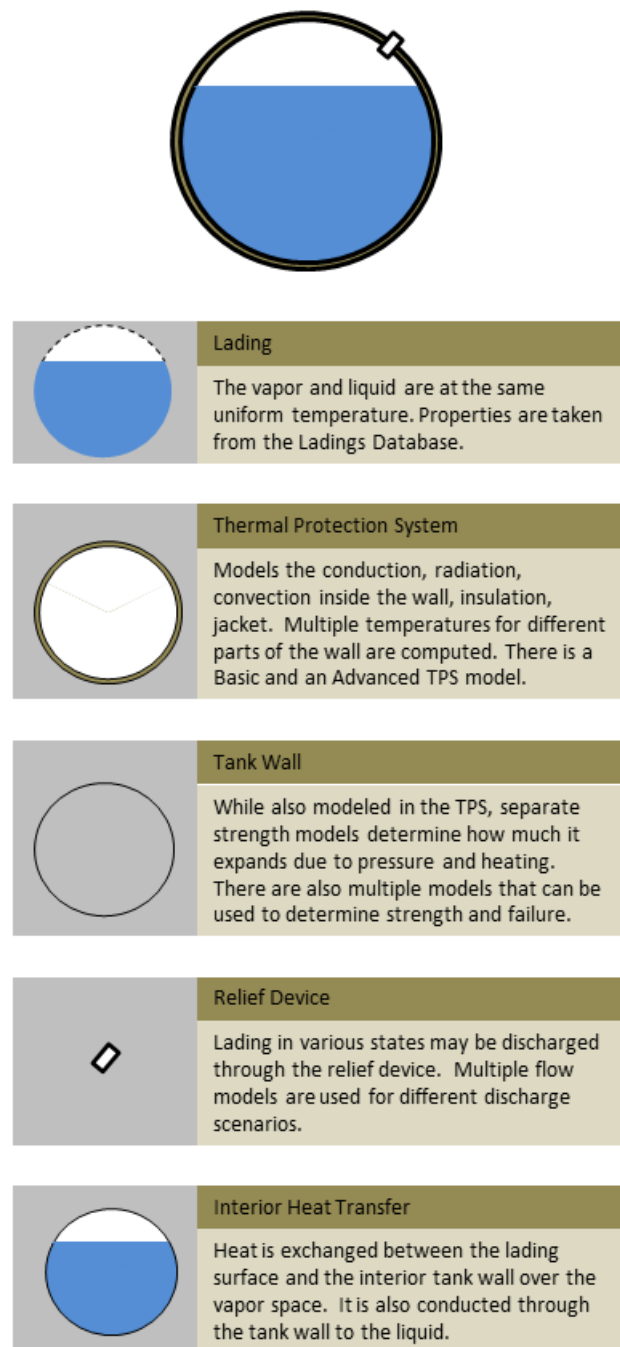 Lading
The vapor and liquid are at the same
uniform temperature. Properties are taken
from the Ladings Database.
Thermal Protection System
Models the conduction, radiation,
convection inside the wall, insulation,
jacket. Multiple temperatures for different
parts of the wall are computed. There is a
Basic and an Advanced TPS model.
Tank Wall
While also modeled in the TPS, separate
strength models determine how much it
expands due to pressure and heating.
There are also multiple models that can be
used to determine strength and failure.
Relief Device
Lading in various states may be discharged
through the relief device. Multiple flow
models are used for different discharge
scenarios.
Interior Heat Transfer
Heat is exchanged between the lading
surface and the interior tank wall over the
vapor space. It is also conducted through
the tank wall to the liquid.